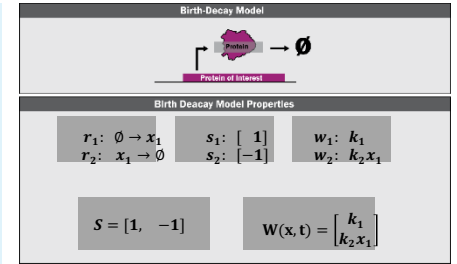 Birth-Decay Model
Protein
Ø
Protein of Interest
Birth Deacay Model Properties
r₁: Ø → x₁ s₁: [ 1] w₁: k₁
r₂: x₁ → Ø s₂: [−1] w₂: k₂x₁
S = [1, −1] W(x, t) = [k₁
k₂x₁]